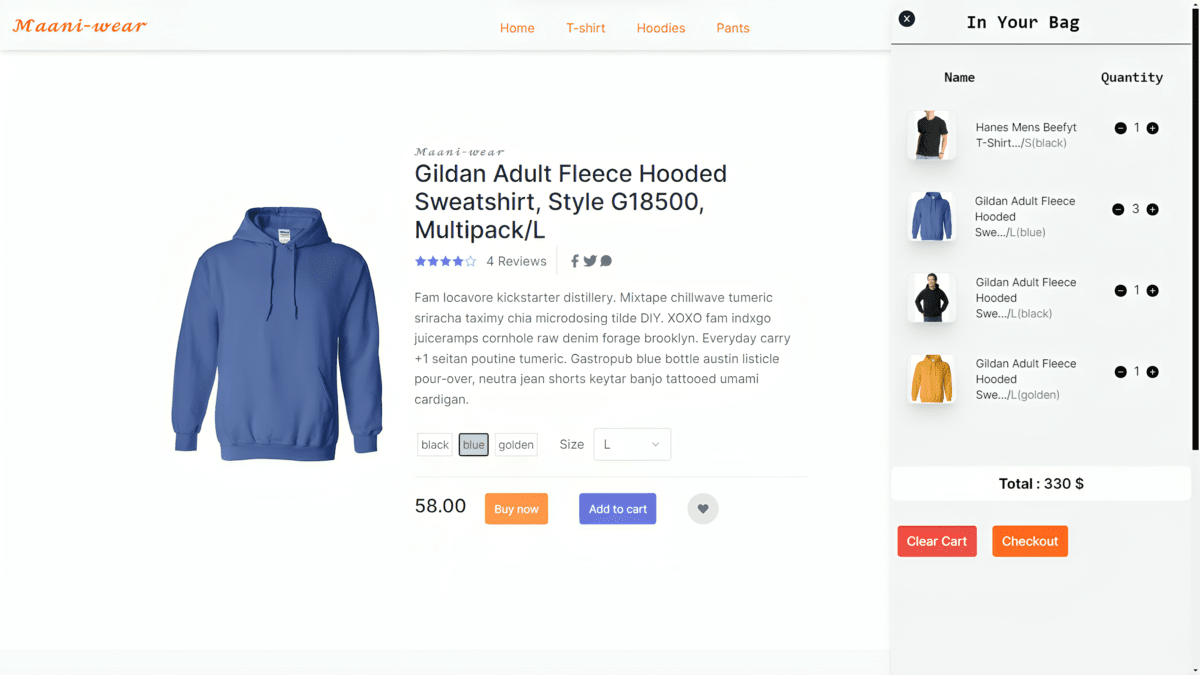 Maani-wear
Home T-shirt Hoodies Pants
Maani-wear
Gildan Adult Fleece Hooded
Sweatshirt, Style G18500,
Multipack/L
4 Reviews
Fam locavore kickstarter distillery. Mixtape chillwave tumeric
sriracha taximy chia microdosing tilde DIY. XOXO fam indxgo
juiceramps cornhole raw denim forage brooklyn. Everyday carry
+1 seitan poutine tumeric. Gastropub blue bottle austin listicle
pour-over, neutra jean shorts keytar banjo tattooed umami
cardigan.
black blue golden Size L
58.00 Buy now Add to cart
In Your Bag
Name Quantity
Hanes Mens Beefyt
T-Shirt.../S(black)
1
Gildan Adult Fleece
Hooded
Swe.../L(blue)
3
Gildan Adult Fleece
Hooded
Swe.../L(black)
1
Gildan Adult Fleece
Hooded
Swe.../L(golden)
1
Total : 330 $
Clear Cart Checkout